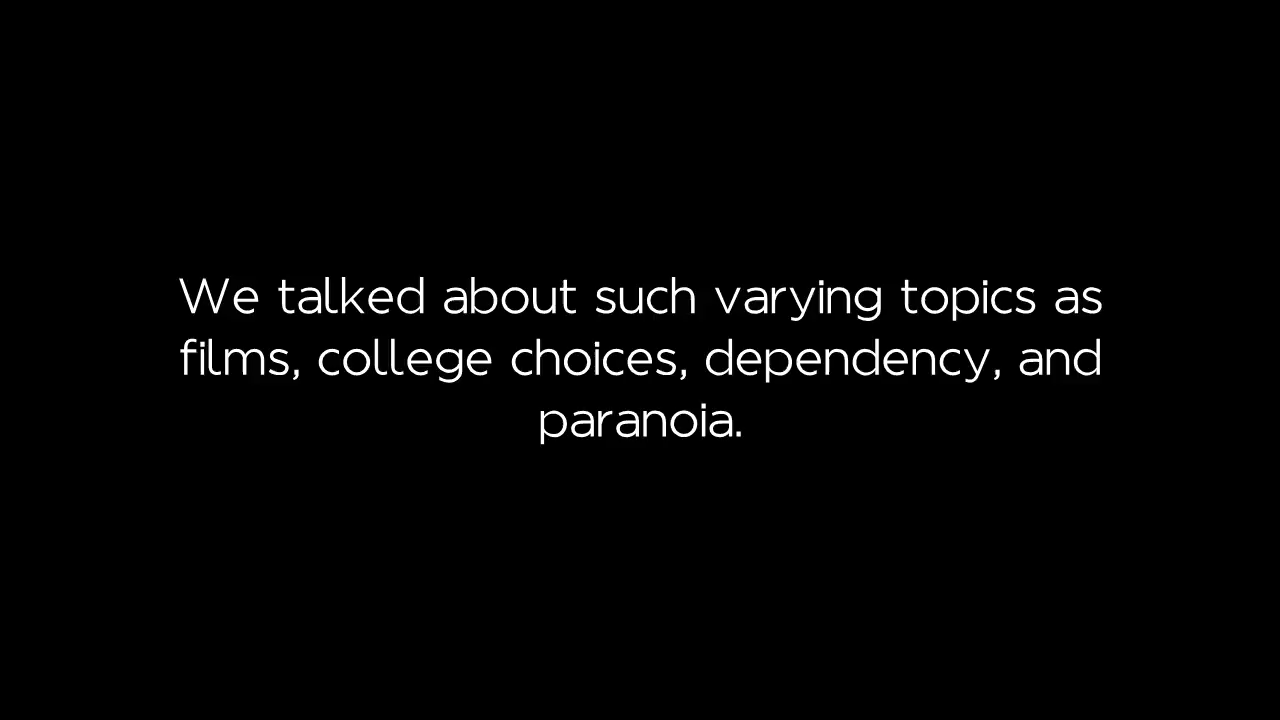 We talked about such varying topics as
films, college choices, dependency, and
paranoia.